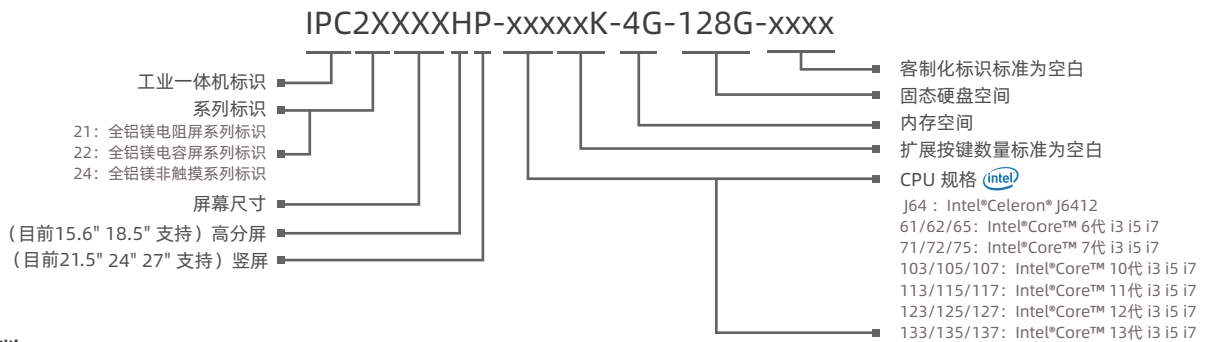 IPC2XXXXHP-xxxxxK-4G-128G-xxxx
工业一体机标识
系列标识
21：全铝镁电阻屏系列标识
22：全铝镁电容屏系列标识
24：全铝镁非触摸系列标识
屏幕尺寸
（目前15.6" 18.5" 支持）高分屏
（目前21.5" 24" 27" 支持）竖屏
客制化标识标准为空白
固态硬盘空间
内存空间
扩展按键数量标准为空白
CPU 规格 intel
J64 ：Intel®Celeron® J6412
61/62/65：Intel®Core™ 6代 i3 i5 i7
71/72/75：Intel®Core™ 7代 i3 i5 i7
103/105/107：Intel®Core™ 10代 i3 i5 i7
113/115/117：Intel®Core™ 11代 i3 i5 i7
123/125/127：Intel®Core™ 12代 i3 i5 i7
133/135/137：Intel®Core™ 13代 i3 i5 i7